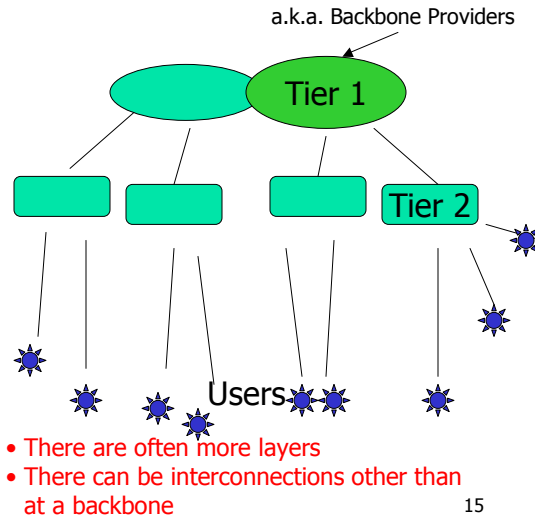 a.k.a. Backbone Providers
Tier 1
Tier 2
Users
• There are often more layers
• There can be interconnections other than
at a backbone
15